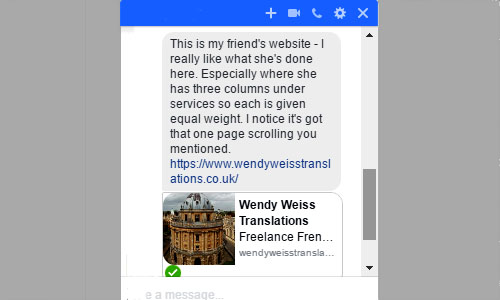 This is my friend's website - I
really like what she's done
here. Especially where she
has three columns under
services so each is given
equal weight. I notice it's got
that one page scrolling you
mentioned.
https://www.wendyweisstransl
ations.co.uk/
Wendy Weiss
Translations
Freelance Fren...
wendyweisstransla...
e a message...